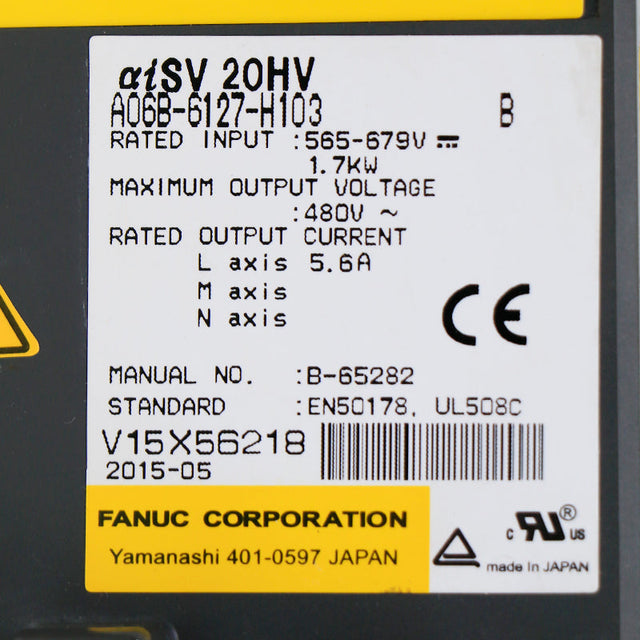 αiSV 20HV
A06B-6127-H103 B
RATED INPUT :565-679V ⎓
1.7KW
MAXIMUM OUTPUT VOLTAGE
:480V ~
RATED OUTPUT CURRENT
L axis 5.6A
M axis
N axis
CE
MANUAL NO. :B-65282
STANDARD :EN50178, UL508C
V15X56218
2015-05
FANUC CORPORATION
Yamanashi 401-0597 JAPAN
c RU ® US
made In JAPAN